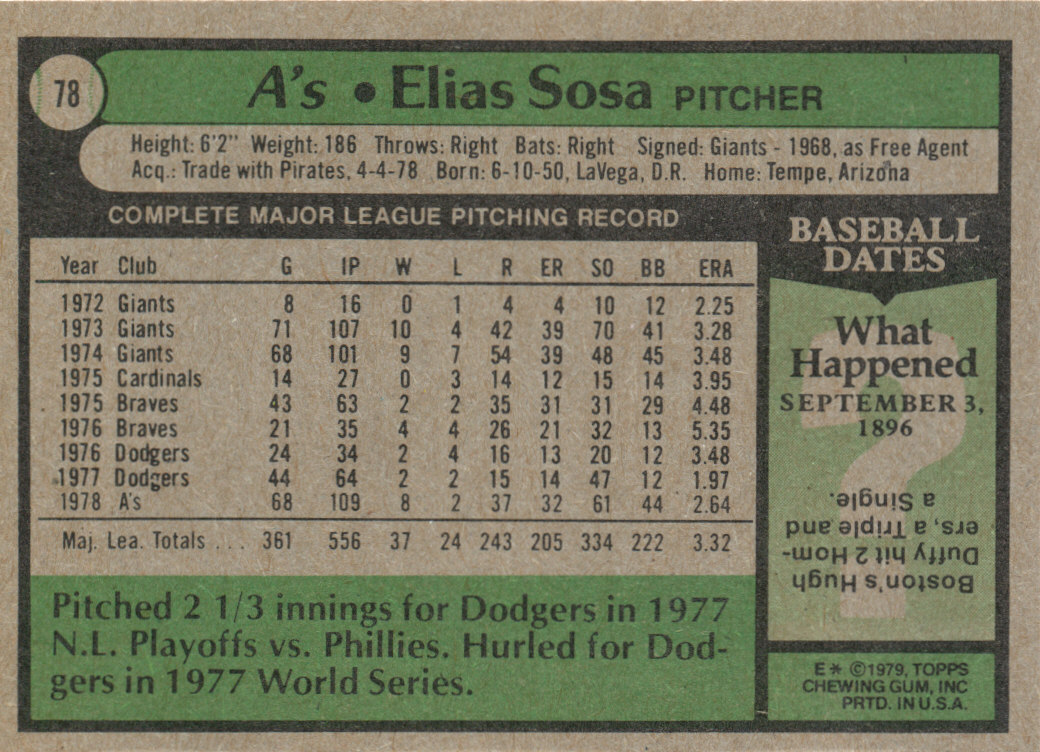 78
A's • Elias Sosa PITCHER
Height: 6'2" Weight: 186 Throws: Right Bats: Right Signed: Giants - 1968, as Free Agent
Acq.: Trade with Pirates, 4-4-78 Born: 6-10-50, LaVega, D.R. Home: Tempe, Arizona
COMPLETE MAJOR LEAGUE PITCHING RECORD
Year Club G IP W L R ER SO BB ERA
1972 Giants 8 16 0 1 4 4 10 12 2.25
1973 Giants 71 107 10 4 42 39 70 41 3.28
1974 Giants 68 101 9 7 54 39 48 45 3.48
1975 Cardinals 14 27 0 3 14 12 15 14 3.95
1975 Braves 43 63 2 2 35 31 31 29 4.48
1976 Braves 21 35 4 4 26 21 32 13 5.35
1976 Dodgers 24 34 2 4 16 13 20 12 3.48
1977 Dodgers 44 64 2 2 15 14 47 12 1.97
1978 A's 68 109 8 2 37 32 61 44 2.64
Maj. Lea. Totals ... 361 556 37 24 243 205 334 222 3.32
Pitched 2 1/3 innings for Dodgers in 1977
N.L. Playoffs vs. Phillies. Hurled for Dod-
gers in 1977 World Series.
BASEBALL
DATES
What
Happened
SEPTEMBER 3,
1896
?
Boston's Hugh
Duffy hit 2 Hom-
ers, a Triple and
a Single.
E* ©1979, TOPPS
CHEWING GUM, INC
PRTD. IN U.S.A.